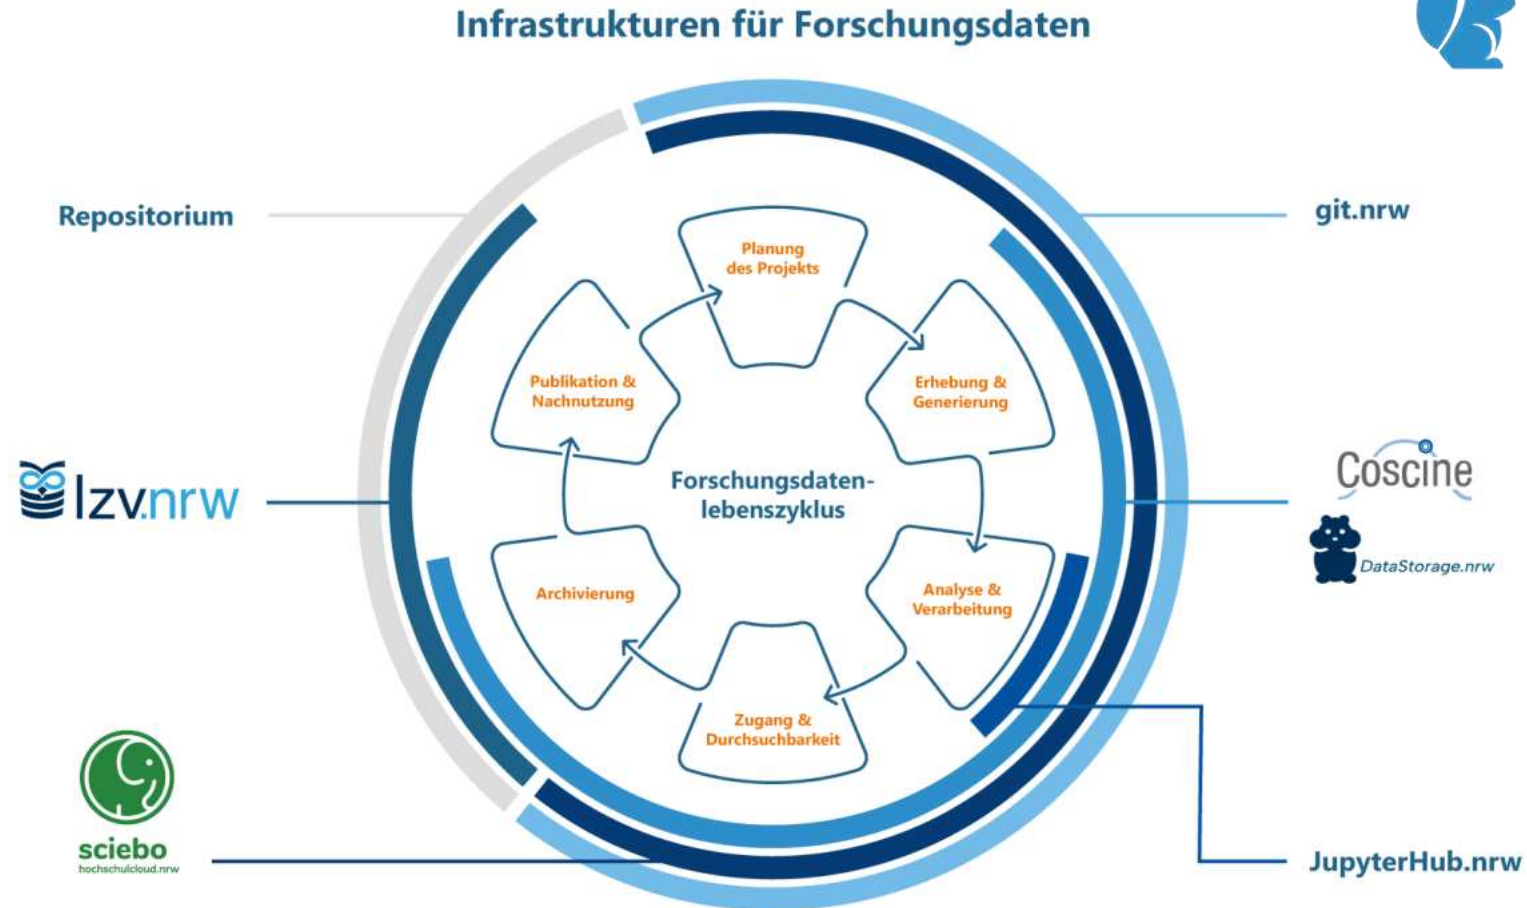 Infrastrukturen für Forschungsdaten
Repositorium
git.nrw
Planung
des Projekts
Publikation &
Nachnutzung
Erhebung &
Generierung
Forschungsdaten-
lebenszyklus
lzv.nrw
Coscine
DataStorage.nrw
Archivierung
Analyse &
Verarbeitung
Zugang &
Durchsuchbarkeit
sciebo
hochschulcloud.nrw
JupyterHub.nrw